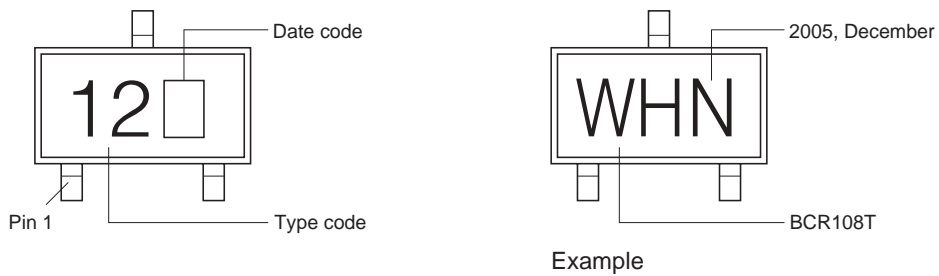 Date code
12
Pin 1
Type code
2005, December
WHN
BCR108T
Example